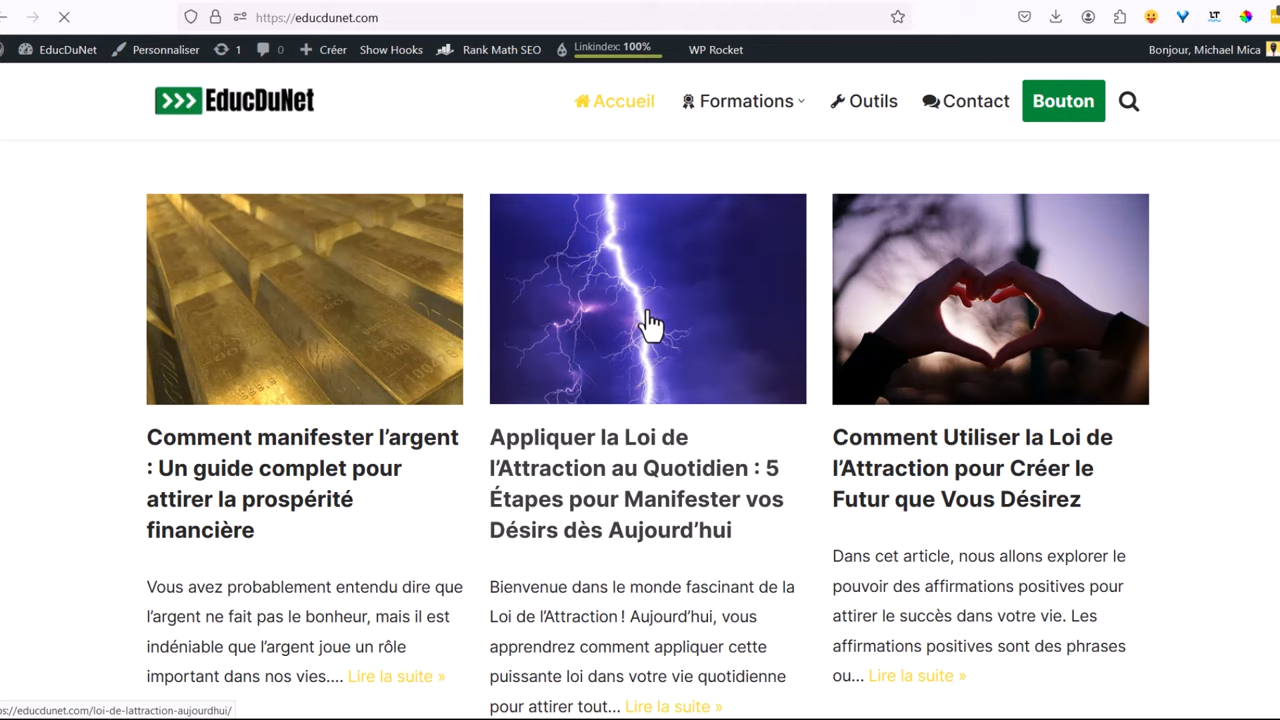 https://educdunet.com
EducDuNet Personnaliser 1 0 Créer Show Hooks Rank Math SEO Linkindex: 100% WP Rocket Bonjour, Michael Mica
EducDuNet Accueil Formations Outils Contact Bouton
Comment manifester l’argent
: Un guide complet pour
attirer la prospérité
financière
Vous avez probablement entendu dire que
l’argent ne fait pas le bonheur, mais il est
indéniable que l’argent joue un rôle
important dans nos vies.... Lire la suite »
Appliquer la Loi de
l’Attraction au Quotidien : 5
Étapes pour Manifester vos
Désirs dès Aujourd’hui
Bienvenue dans le monde fascinant de la
Loi de l’Attraction ! Aujourd’hui, vous
apprendrez comment appliquer cette
puissante loi dans votre vie quotidienne
pour attirer tout... Lire la suite »
Comment Utiliser la Loi de
l’Attraction pour Créer le
Futur que Vous Désirez
Dans cet article, nous allons explorer le
pouvoir des affirmations positives pour
attirer le succès dans votre vie. Les
affirmations positives sont des phrases
ou... Lire la suite »
ps://educdunet.com/loi-de-lattraction-aujourdhui/